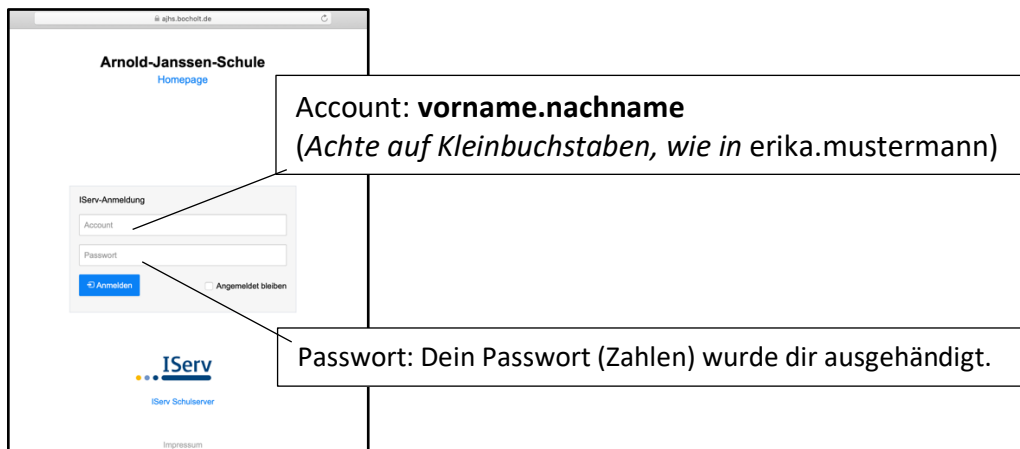 ajhs.bocholt.de
Arnold-Janssen-Schule
Homepage
Account: vorname.nachname
(Achte auf Kleinbuchstaben, wie in erika.mustermann)
IServ-Anmeldung
Account
Passwort
Anmelden
Angemeldet bleiben
Passwort: Dein Passwort (Zahlen) wurde dir ausgehändigt.
IServ
IServ Schulserver
Impressum